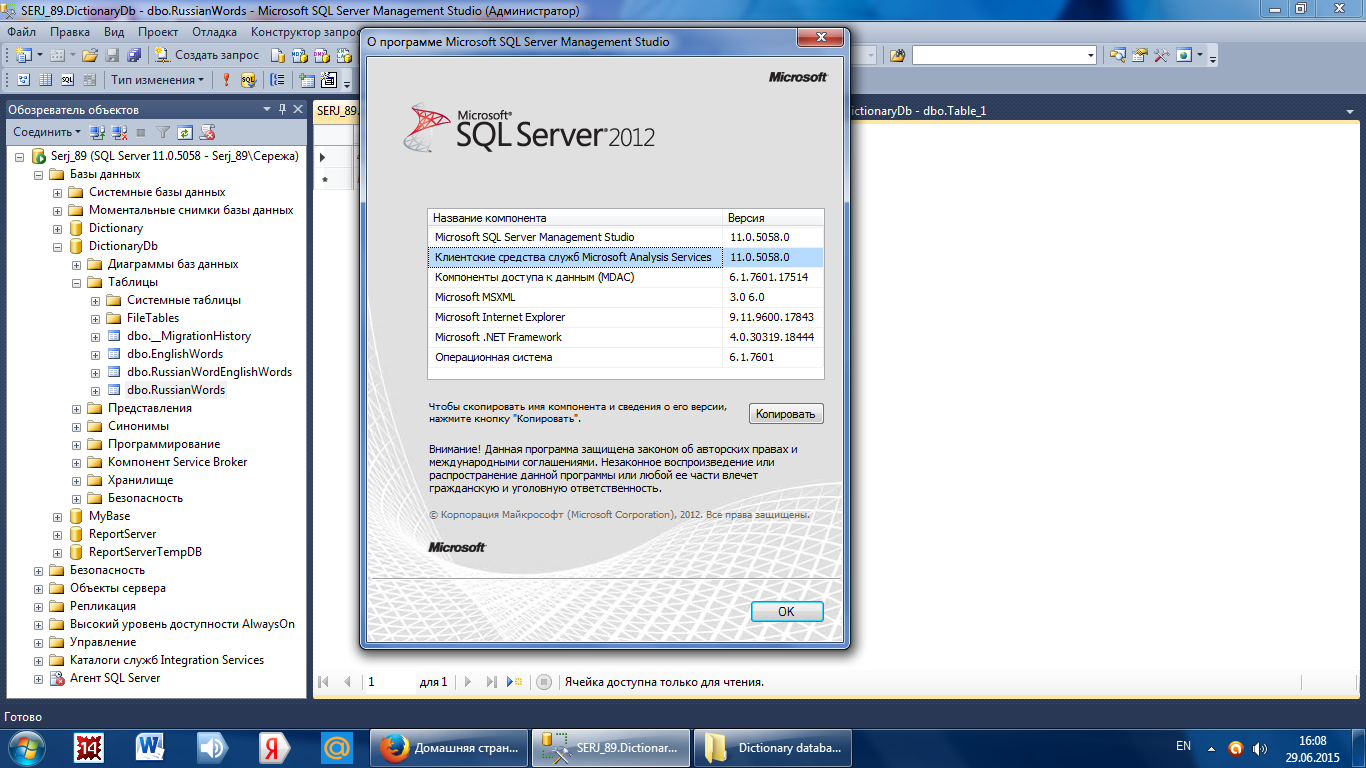 SERJ_89.DictionaryDb - dbo.RussianWords - Microsoft SQL Server Management Studio (Администратор)
Файл Правка Вид Проект Отладка Конструктор запро
Создать запрос
Тип изменения
Обозреватель объектов
Соединить
Serj_89 (SQL Server 11.0.5058 - Serj_89\Сережа)
Базы данных
Системные базы данных
Моментальные снимки базы данных
Dictionary
DictionaryDb
Диаграммы баз данных
Таблицы
Системные таблицы
FileTables
dbo.__MigrationHistory
dbo.EnglishWords
dbo.RussianWordEnglishWords
dbo.RussianWords
Представления
Синонимы
Программирование
Компонент Service Broker
Хранилище
Безопасность
MyBase
ReportServer
ReportServerTempDB
Безопасность
Объекты сервера
Репликация
Высокий уровень доступности AlwaysOn
Управление
Каталоги служб Integration Services
Агент SQL Server
SERJ_89.
ictionaryDb - dbo.Table_1
О программе Microsoft SQL Server Management Studio
Microsoft
Microsoft®
SQL Server® 2012
Название компонента Версия
Microsoft SQL Server Management Studio 11.0.5058.0
Клиентские средства служб Microsoft Analysis Services 11.0.5058.0
Компоненты доступа к данным (MDAC) 6.1.7601.17514
Microsoft MSXML 3.0 6.0
Microsoft Internet Explorer 9.11.9600.17843
Microsoft .NET Framework 4.0.30319.18444
Операционная система 6.1.7601
Чтобы скопировать имя компонента и сведения о его версии,
нажмите кнопку "Копировать".
Копировать
Внимание! Данная программа защищена законом об авторских правах и
международными соглашениями. Незаконное воспроизведение или
распространение данной программы или любой ее части влечет
гражданскую и уголовную ответственность.
© Корпорация Майкрософт (Microsoft Corporation), 2012. Все права защищены.
Microsoft
OK
1 для 1 Ячейка доступна только для чтения.
Готово
Домашняя стран...
SERJ_89.Dictionar...
Dictionary databa...
EN
16:08
29.06.2015